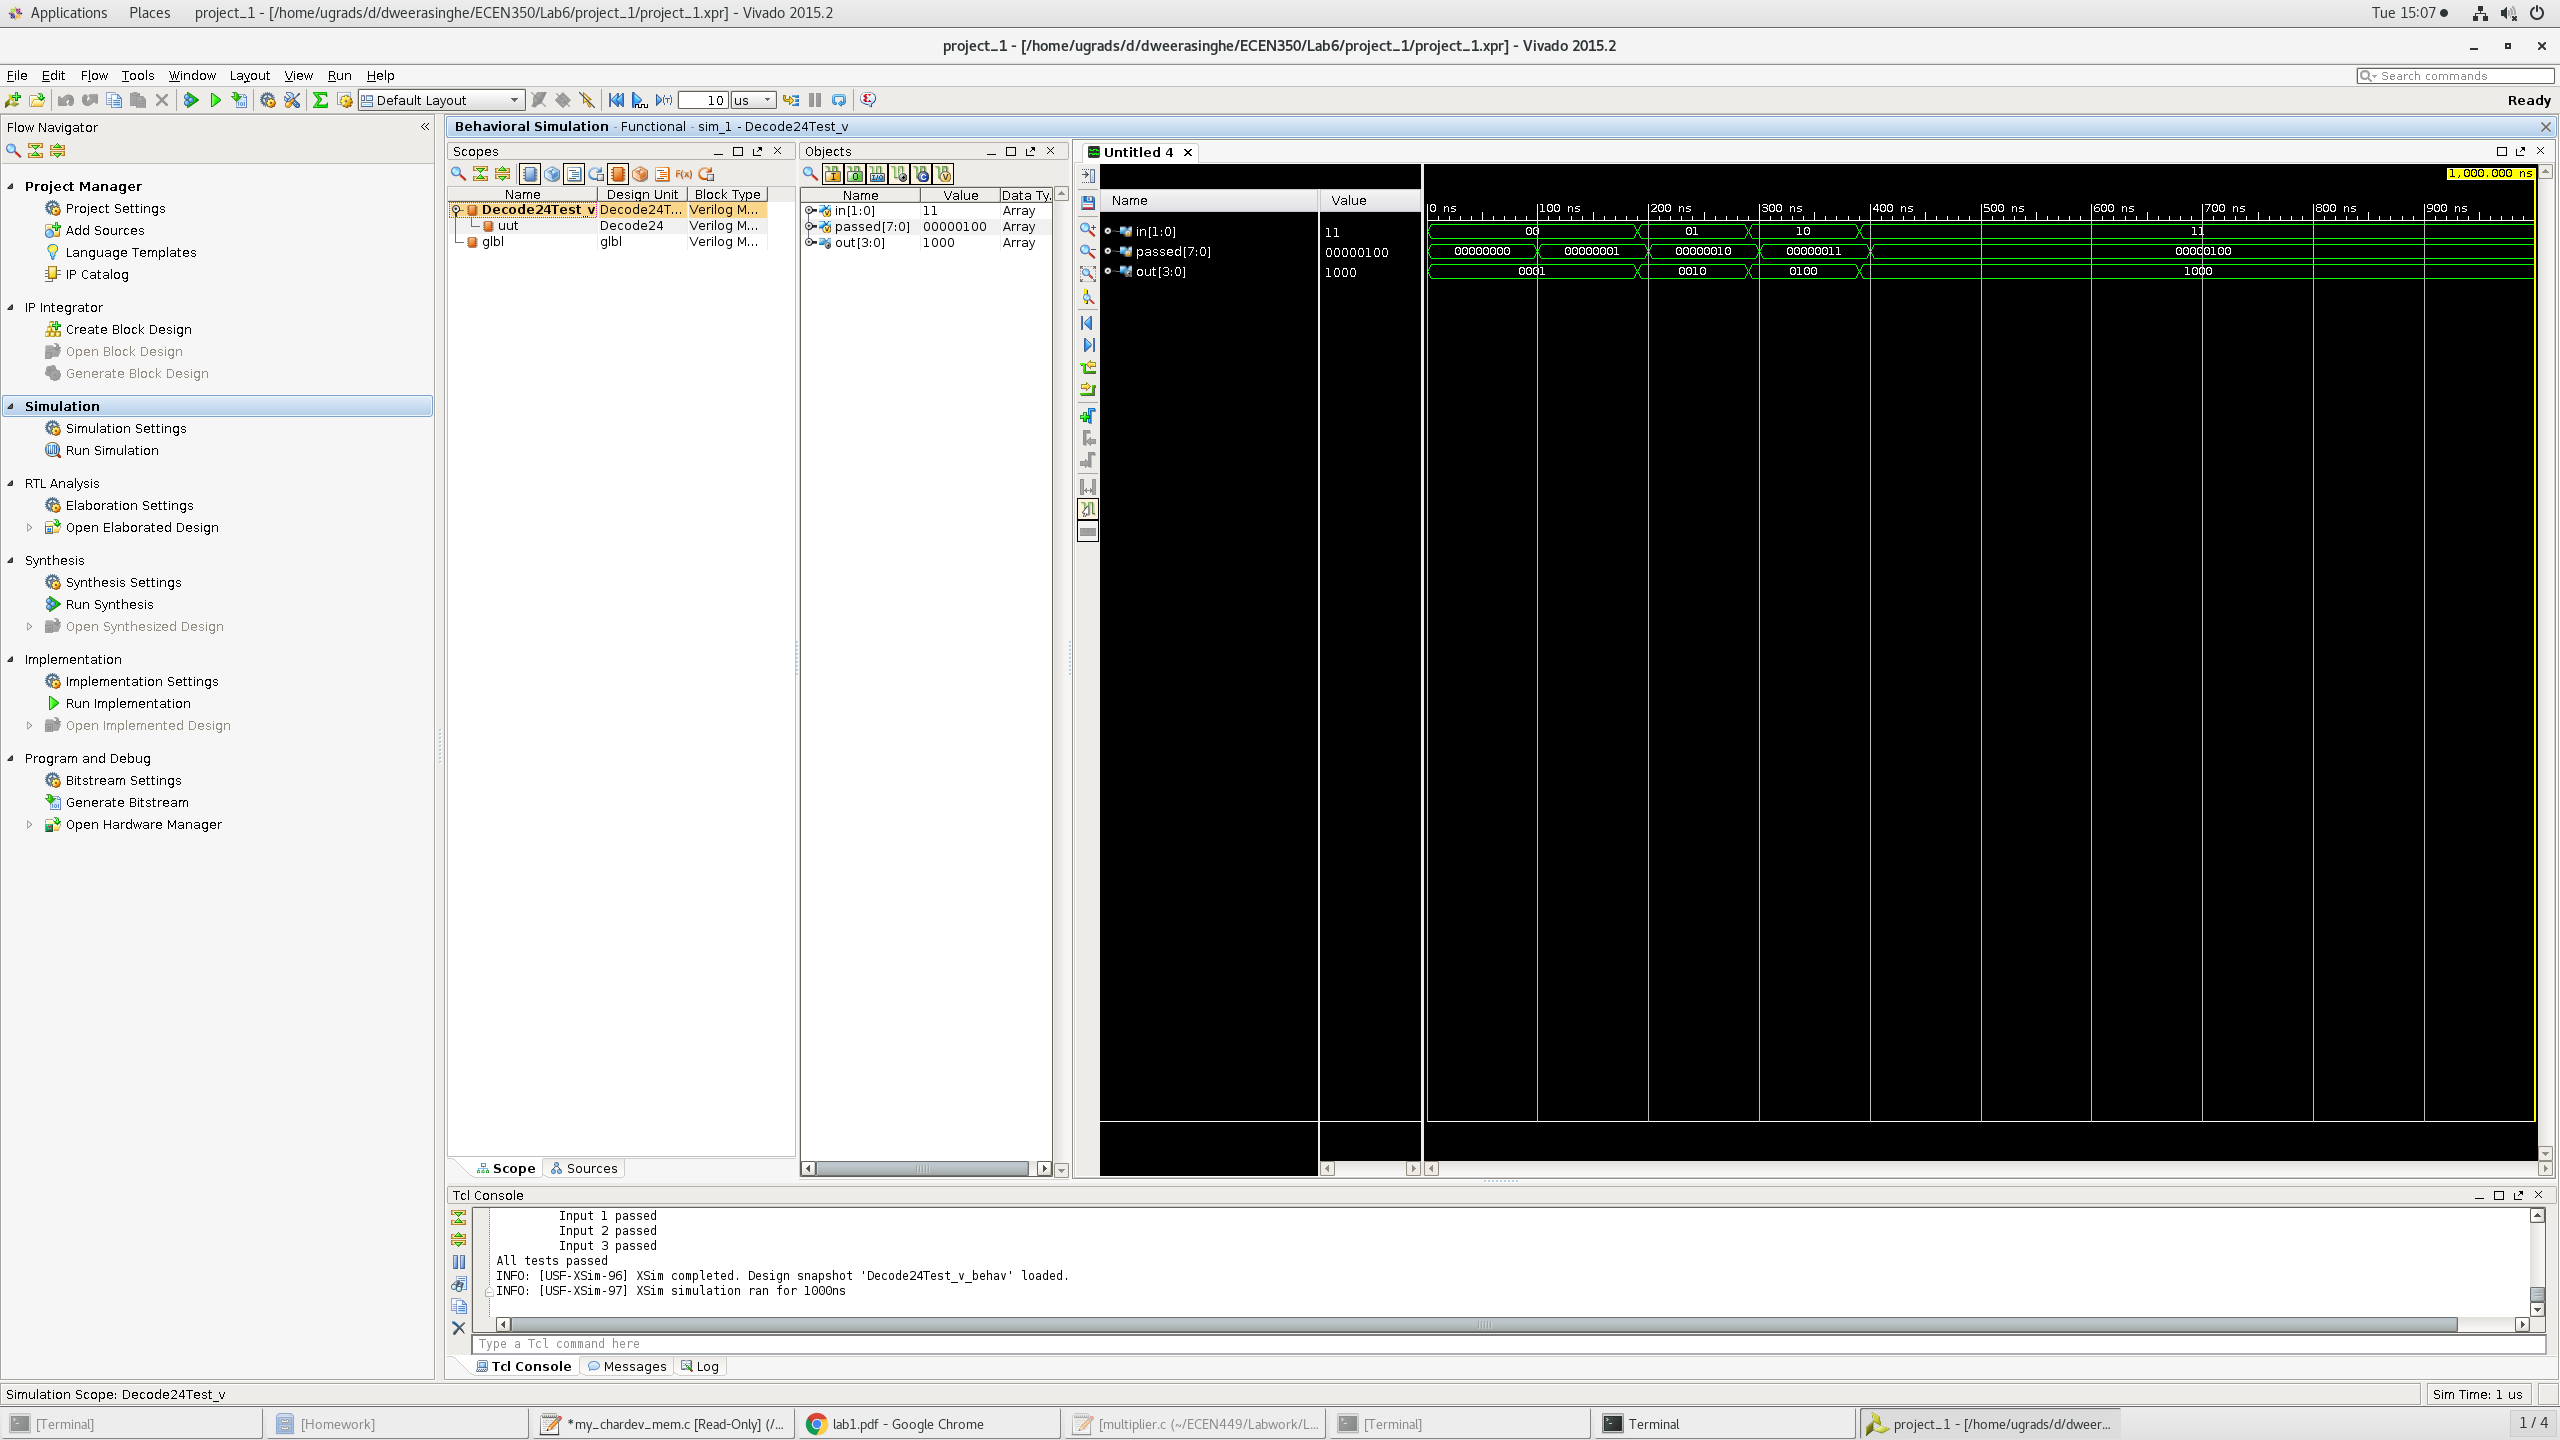 Applications Places project_1 - [/home/ugrads/d/dweerasinghe/ECEN350/Lab6/project_1/project_1.xpr] - Vivado 2015.2 Tue 15:07
project_1 - [/home/ugrads/d/dweerasinghe/ECEN350/Lab6/project_1/project_1.xpr] - Vivado 2015.2
File Edit Flow Tools Window Layout View Run Help Search commands
Default Layout 10 us Ready
Flow Navigator
Project Manager
Project Settings
Add Sources
Language Templates
IP Catalog
IP Integrator
Create Block Design
Open Block Design
Generate Block Design
Simulation
Simulation Settings
Run Simulation
RTL Analysis
Elaboration Settings
Open Elaborated Design
Synthesis
Synthesis Settings
Run Synthesis
Open Synthesized Design
Implementation
Implementation Settings
Run Implementation
Open Implemented Design
Program and Debug
Bitstream Settings
Generate Bitstream
Open Hardware Manager
Behavioral Simulation - Functional - sim_1 - Decode24Test_v
Scopes
Name Design Unit Block Type
Decode24Test_v Decode24T... Verilog M...
uut Decode24 Verilog M...
glbl glbl Verilog M...
Scope Sources
Objects
Name Value Data Ty.
in[1:0] 11 Array
passed[7:0] 00000100 Array
out[3:0] 1000 Array
Untitled 4
1,000.000 ns
Name Value
0 ns 100 ns 200 ns 300 ns 400 ns 500 ns 600 ns 700 ns 800 ns 900 ns
in[1:0] 11 00 01 10 11
passed[7:0] 00000100 00000000 00000001 00000010 00000011 00000100
out[3:0] 1000 0001 0010 0100 1000
Tcl Console
Input 1 passed
Input 2 passed
Input 3 passed
All tests passed
INFO: [USF-XSim-96] XSim completed. Design snapshot 'Decode24Test_v_behav' loaded.
INFO: [USF-XSim-97] XSim simulation ran for 1000ns
Type a Tcl command here
Tcl Console Messages Log
Simulation Scope: Decode24Test_v Sim Time: 1 us
[Terminal] [Homework] *my_chardev_mem.c [Read-Only] (/... lab1.pdf - Google Chrome [multiplier.c (~/ECEN449/Labwork/L... [Terminal] Terminal project_1 - [/home/ugrads/d/dweer... 1 / 4